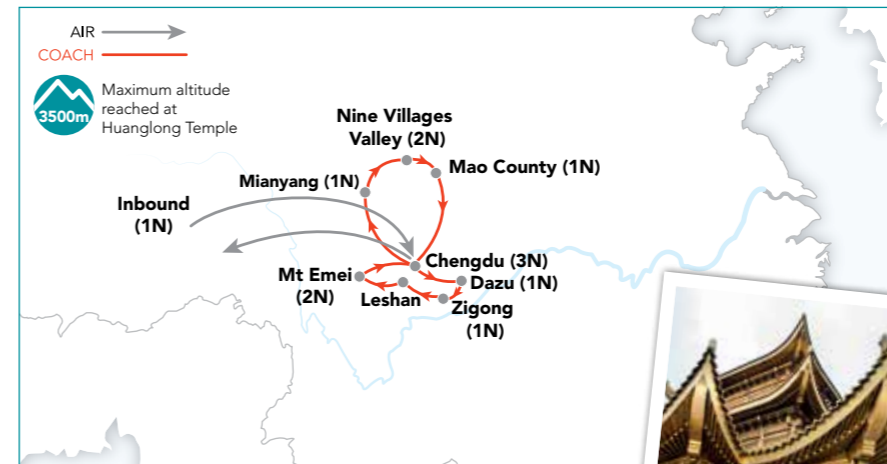 AIR
COACH
3500m
Maximum altitude
reached at
Huanglong Temple
Nine Villages
Valley (2N)
Mao County (1N)
Mianyang (1N)
Inbound
(1N)
Chengdu (3N)
Mt Emei
(2N)
Dazu (1N)
Leshan
Zigong
(1N)